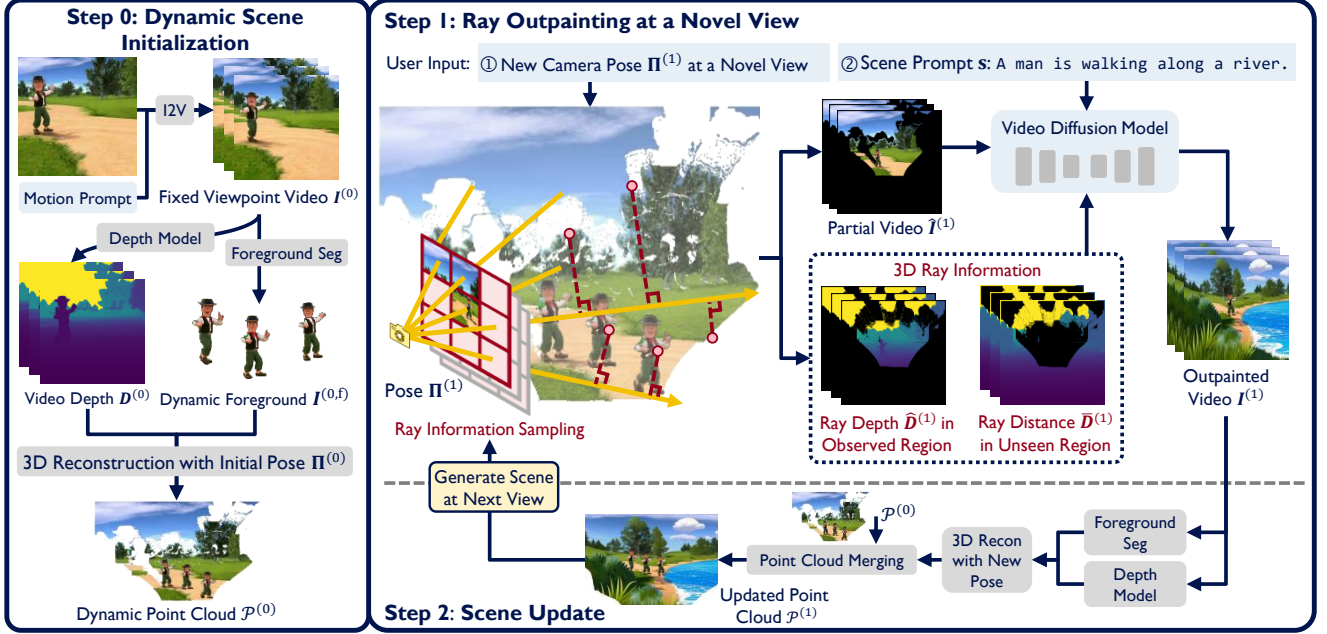 Step 0: Dynamic Scene
Initialization
I2V
Motion Prompt
Fixed Viewpoint Video I^(0)
Depth Model
Foreground Seg
Video Depth D^(0)
Dynamic Foreground I^(0,f)
3D Reconstruction with Initial Pose Π^(0)
Dynamic Point Cloud 𝒫^(0)
Step 1: Ray Outpainting at a Novel View
User Input:
① New Camera Pose Π^(1) at a Novel View
② Scene Prompt s: A man is walking along a river.
Pose Π^(1)
Ray Information Sampling
Partial Video Î^(1)
Video Diffusion Model
3D Ray Information
Ray Depth D̂^(1) in
Observed Region
Ray Distance D̄^(1)
in Unseen Region
Outpainted
Video I^(1)
Generate Scene
at Next View
Step 2: Scene Update
Foreground
Seg
Depth
Model
3D Recon
with New
Pose
𝒫^(0)
Point Cloud Merging
Updated Point
Cloud 𝒫^(1)